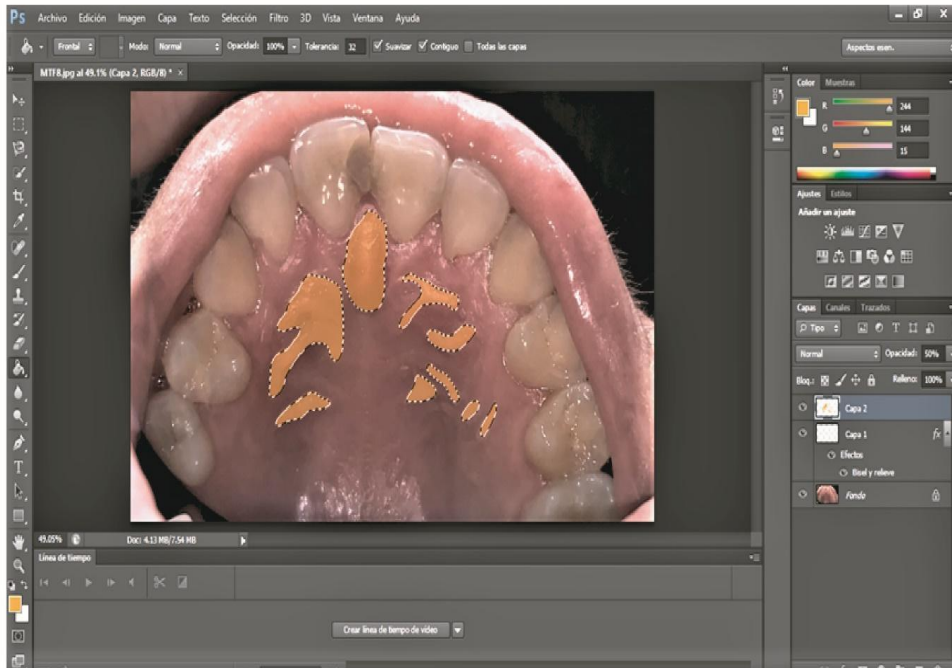 Ps Archivo Edición Imagen Capa Texto Selección Filtro 3D Vista Ventana Ayuda
Frontal Modo: Normal Opacidad: 100% Tolerancia: 32 Suavizar Contiguo Todas las capas Aspectos esen.
MTF8.jpg al 49.1% (Capa 2, RGB/8) * ×
Color Muestras
R 244
G 144
B 15
Ajustes Estilos
Añadir un ajuste
Capas Canales Trazados
Tipo
Normal Opacidad: 50%
Bloq.: Relleno: 100%
Capa 2
Capa 1 fx
Efectos
Bisel y relieve
Fondo
49.05% Doc: 4.13 MB/7.54 MB
Línea de tiempo
Crear línea de tiempo de vídeo